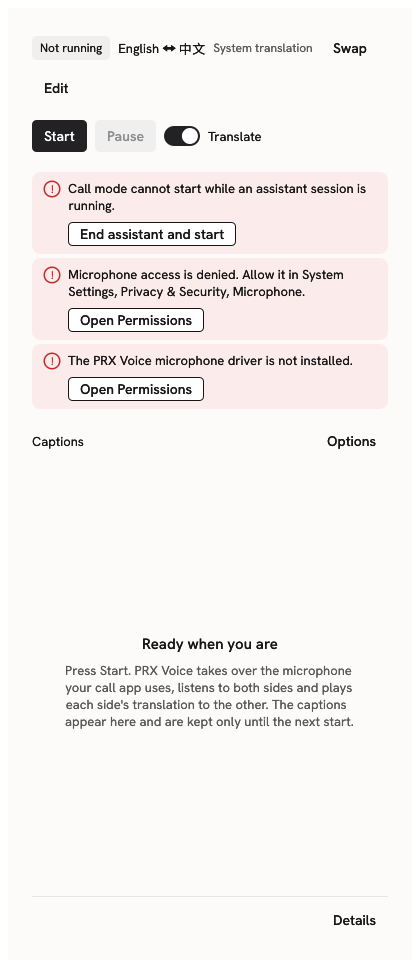 Not running English ⬌ 中文 System translation Swap
Edit
Start Pause Translate
Call mode cannot start while an assistant session is
running.
End assistant and start
Microphone access is denied. Allow it in System
Settings, Privacy & Security, Microphone.
Open Permissions
The PRX Voice microphone driver is not installed.
Open Permissions
Captions Options
Ready when you are
Press Start. PRX Voice takes over the microphone
your call app uses, listens to both sides and plays
each side's translation to the other. The captions
appear here and are kept only until the next start.
Details